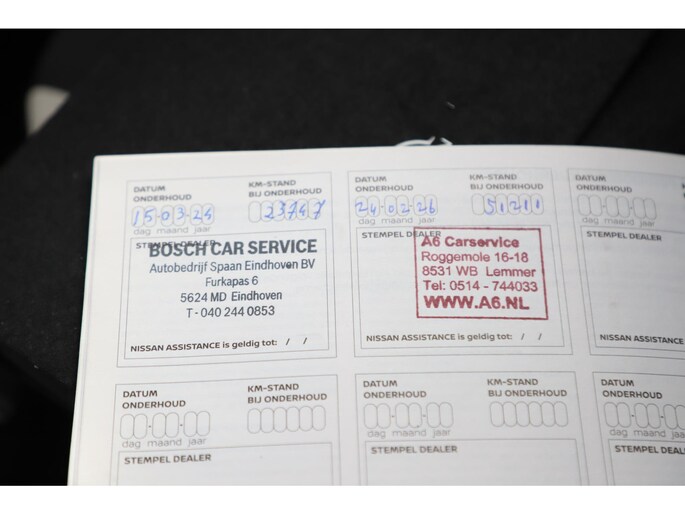 DATUM
ONDERHOUD
KM-STAND
BIJ ONDERHOUD
15-03-24
23747
dag maand jaar
STEMPEL DEALER
BOSCH CAR SERVICE
Autobedrijf Spaan Eindhoven BV
Furkapas 6
5624 MD Eindhoven
T - 040 244 0853
NISSAN ASSISTANCE is geldig tot: / /
DATUM
ONDERHOUD
KM-STAND
BIJ ONDERHOUD
24-02-26
51211
dag maand jaar
STEMPEL DEALER
A6 Carservice
Roggemole 16-18
8531 WB Lemmer
Tel: 0514 - 744033
WWW.A6.NL
NISSAN ASSISTANCE is geldig tot: / /
DATUM
ONDERHOUD
dag maand jaar
STEMPEL DEALER
NISSAN ASSISTANCE
DATUM
ONDERHOUD
KM-STAND
BIJ ONDERHOUD
dag maand jaar
STEMPEL DEALER
DATUM
ONDERHOUD
KM-STAND
BIJ ONDERHOUD
dag maand jaar
STEMPEL DEALER
DATUM
ONDERHOUD
dag maand jaar
STEMPEL DEALER